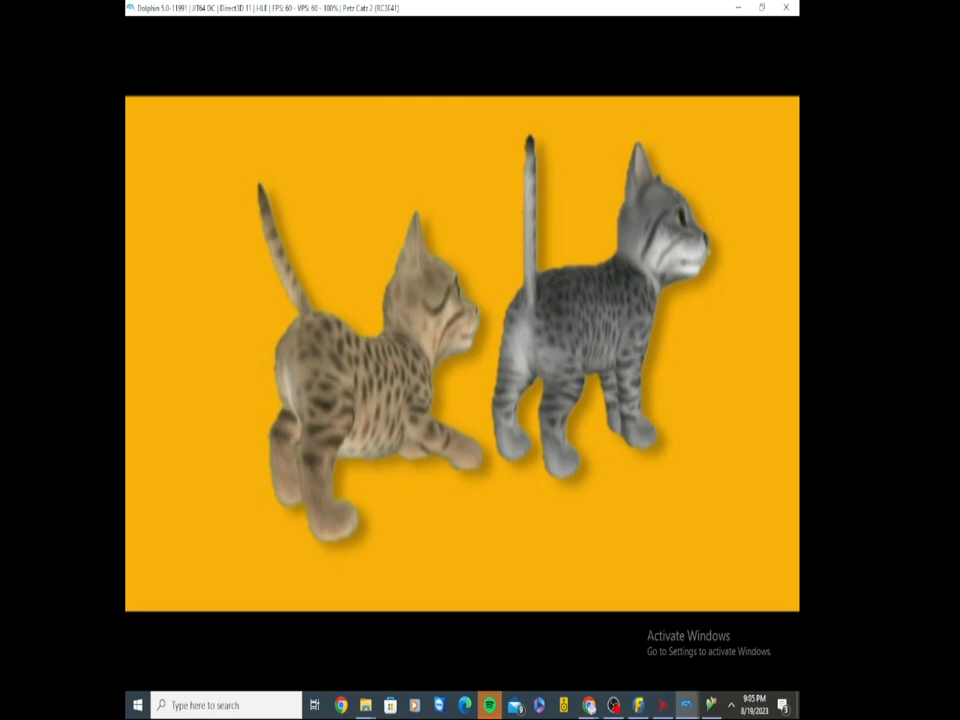 Dolphin 5.0-11991 | JIT64 DC | Direct3D 11 | HLE | FPS: 60 - VPS: 60 - 100% | Petz Catz 2 (RC3E41)
Activate Windows
Go to Settings to activate Windows.
Type here to search
9:05 PM
8/19/2023